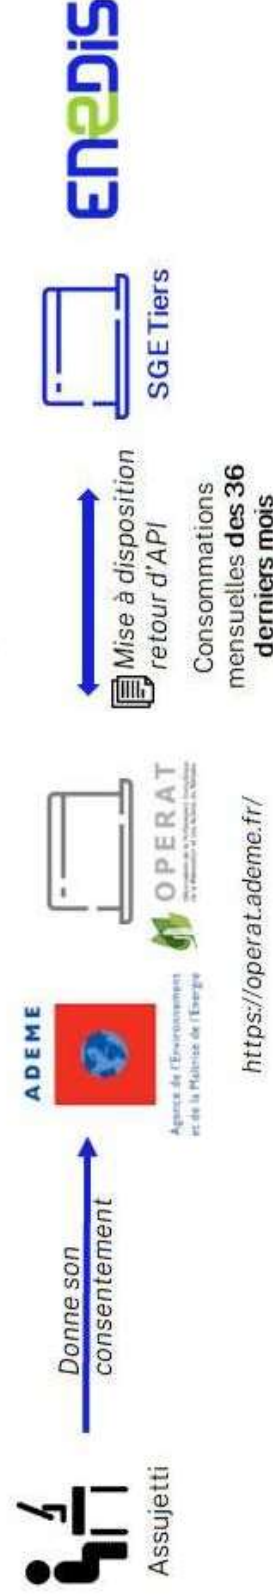 Assujetti
Donne son
consentement
ADEME
Agence de l'Environnement
et de la Maîtrise de l'Energie
OPERAT
https://operat.ademe.fr/
Mise à disposition
retour d'API
Consommations
mensuelles des 36
derniers mois
SGE Tiers
enedis